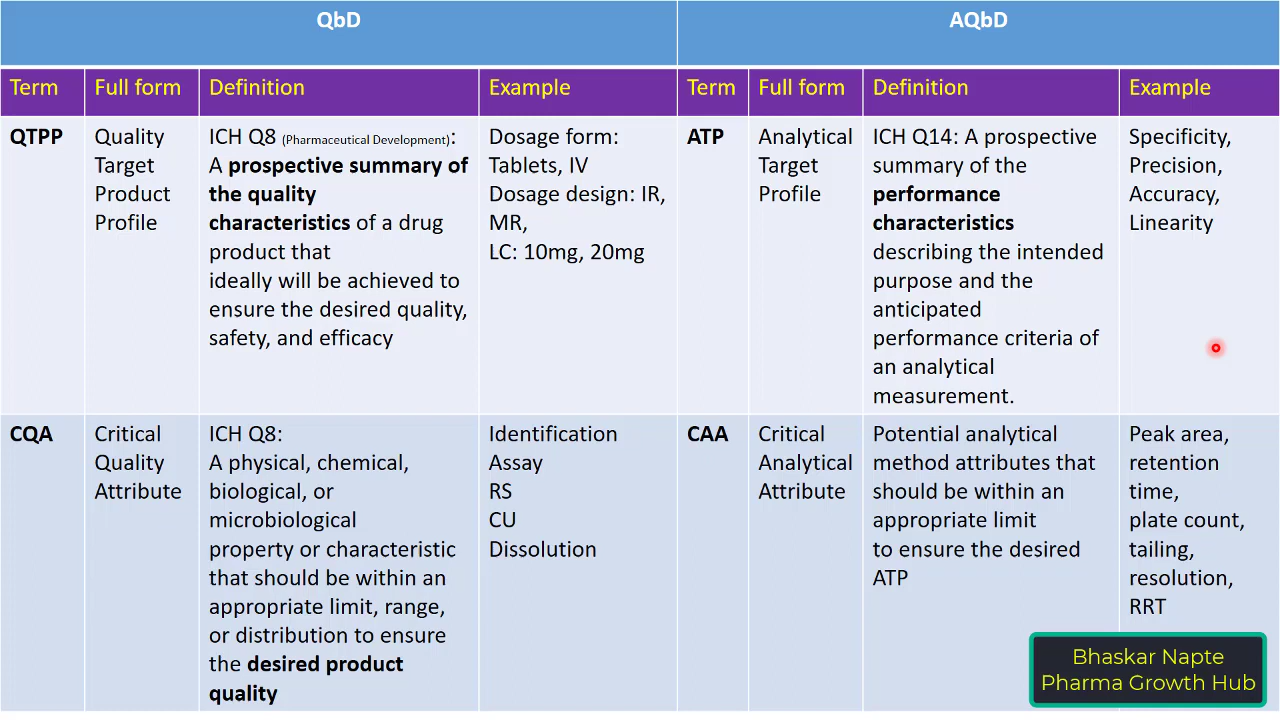 QbD
AQbD
Term
Full form
Definition
Example
Term
Full form
Definition
Example
QTPP
Quality
Target
Product
Profile
ICH Q8 (Pharmaceutical Development):
A prospective summary of
the quality
characteristics of a drug
product that
ideally will be achieved to
ensure the desired quality,
safety, and efficacy
Dosage form:
Tablets, IV
Dosage design: IR,
MR,
LC: 10mg, 20mg
ATP
Analytical
Target
Profile
ICH Q14: A prospective
summary of the
performance
characteristics
describing the intended
purpose and the
anticipated
performance criteria of
an analytical
measurement.
Specificity,
Precision,
Accuracy,
Linearity
CQA
Critical
Quality
Attribute
ICH Q8:
A physical, chemical,
biological, or
microbiological
property or characteristic
that should be within an
appropriate limit, range,
or distribution to ensure
the desired product
quality
Identification
Assay
RS
CU
Dissolution
CAA
Critical
Analytical
Attribute
Potential analytical
method attributes that
should be within an
appropriate limit
to ensure the desired
ATP
Peak area,
retention
time,
plate count,
tailing,
resolution,
RRT
Bhaskar Napte
Pharma Growth Hub